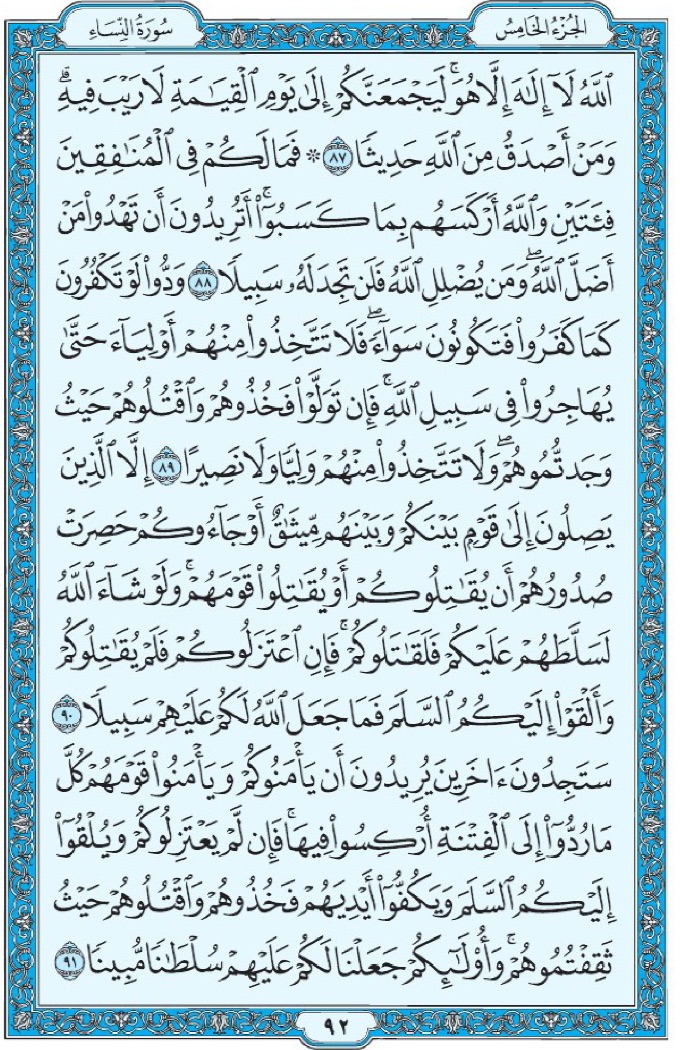 الجُزْءُ الخَامِسُ
سُورَةُ النِّسَاءِ
اللَّهُ لَآ إِلَٰهَ إِلَّا هُوَۚ لَيَجْمَعَنَّكُمْ إِلَىٰ يَوْمِ ٱلْقِيَٰمَةِ لَا رَيْبَ فِيهِۗ
وَمَنْ أَصْدَقُ مِنَ ٱللَّهِ حَدِيثًا ٨٧ ۞ فَمَا لَكُمْ فِى ٱلْمُنَٰفِقِينَ
فِئَتَيْنِ وَٱللَّهُ أَرْكَسَهُم بِمَا كَسَبُوٓا۟ۚ أَتُرِيدُونَ أَن تَهْدُوا۟ مَنْ
أَضَلَّ ٱللَّهُۖ وَمَن يُضْلِلِ ٱللَّهُ فَلَن تَجِدَ لَهُۥ سَبِيلًا ٨٨ وَدُّوا۟ لَوْ تَكْفُرُونَ
كَمَا كَفَرُوا۟ فَتَكُونُونَ سَوَآءًۖ فَلَا تَتَّخِذُوا۟ مِنْهُمْ أَوْلِيَآءَ حَتَّىٰ
يُهَاجِرُوا۟ فِى سَبِيلِ ٱللَّهِۚ فَإِن تَوَلَّوْا۟ فَخُذُوهُمْ وَٱقْتُلُوهُمْ حَيْثُ
وَجَدتُّمُوهُمْۖ وَلَا تَتَّخِذُوا۟ مِنْهُمْ وَلِيًّا وَلَا نَصِيرًا ٨٩ إِلَّا ٱلَّذِينَ
يَصِلُونَ إِلَىٰ قَوْمٍۭ بَيْنَكُمْ وَبَيْنَهُم مِّيثَٰقٌ أَوْ جَآءُوكُمْ حَصِرَتْ
صُدُورُهُمْ أَن يُقَٰتِلُوكُمْ أَوْ يُقَٰتِلُوا۟ قَوْمَهُمْۚ وَلَوْ شَآءَ ٱللَّهُ
لَسَلَّطَهُمْ عَلَيْكُمْ فَلَقَٰتَلُوكُمْۚ فَإِنِ ٱعْتَزَلُوكُمْ فَلَمْ يُقَٰتِلُوكُمْ
وَأَلْقَوْا۟ إِلَيْكُمُ ٱلسَّلَمَ فَمَا جَعَلَ ٱللَّهُ لَكُمْ عَلَيْهِمْ سَبِيلًا ٩٠
سَتَجِدُونَ ءَاخَرِينَ يُرِيدُونَ أَن يَأْمَنُوكُمْ وَيَأْمَنُوا۟ قَوْمَهُمْ كُلَّ
مَا رُدُّوٓا۟ إِلَى ٱلْفِتْنَةِ أُرْكِسُوا۟ فِيهَاۚ فَإِن لَّمْ يَعْتَزِلُوكُمْ وَيُلْقُوٓا۟
إِلَيْكُمُ ٱلسَّلَمَ وَيَكُفُّوٓا۟ أَيْدِيَهُمْ فَخُذُوهُمْ وَٱقْتُلُوهُمْ حَيْثُ
ثَقِفْتُمُوهُمْۚ وَأُو۟لَٰٓئِكُمْ جَعَلْنَا لَكُمْ عَلَيْهِمْ سُلْطَٰنًا مُّبِينًا ٩١
٩٢